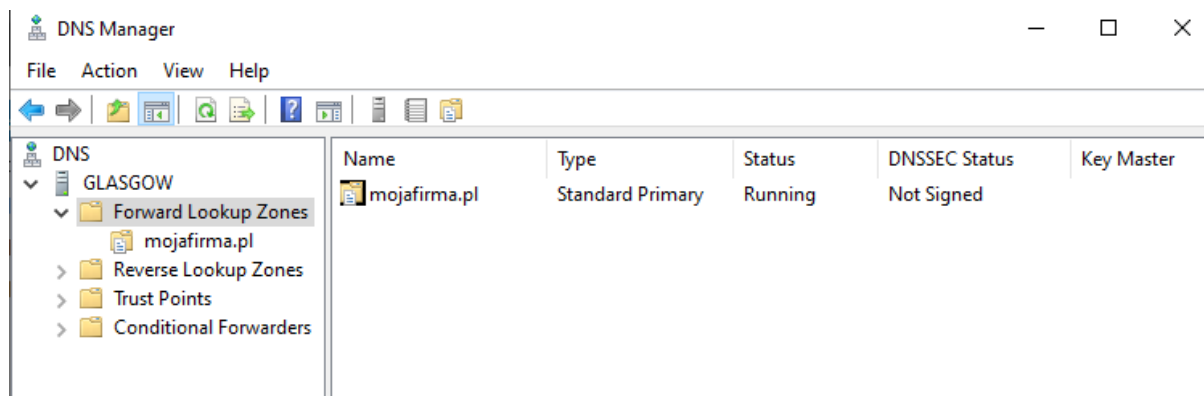 DNS Manager
File Action View Help
DNS
GLASGOW
Forward Lookup Zones
mojafirma.pl
Reverse Lookup Zones
Trust Points
Conditional Forwarders
Name Type Status DNSSEC Status Key Master
mojafirma.pl Standard Primary Running Not Signed